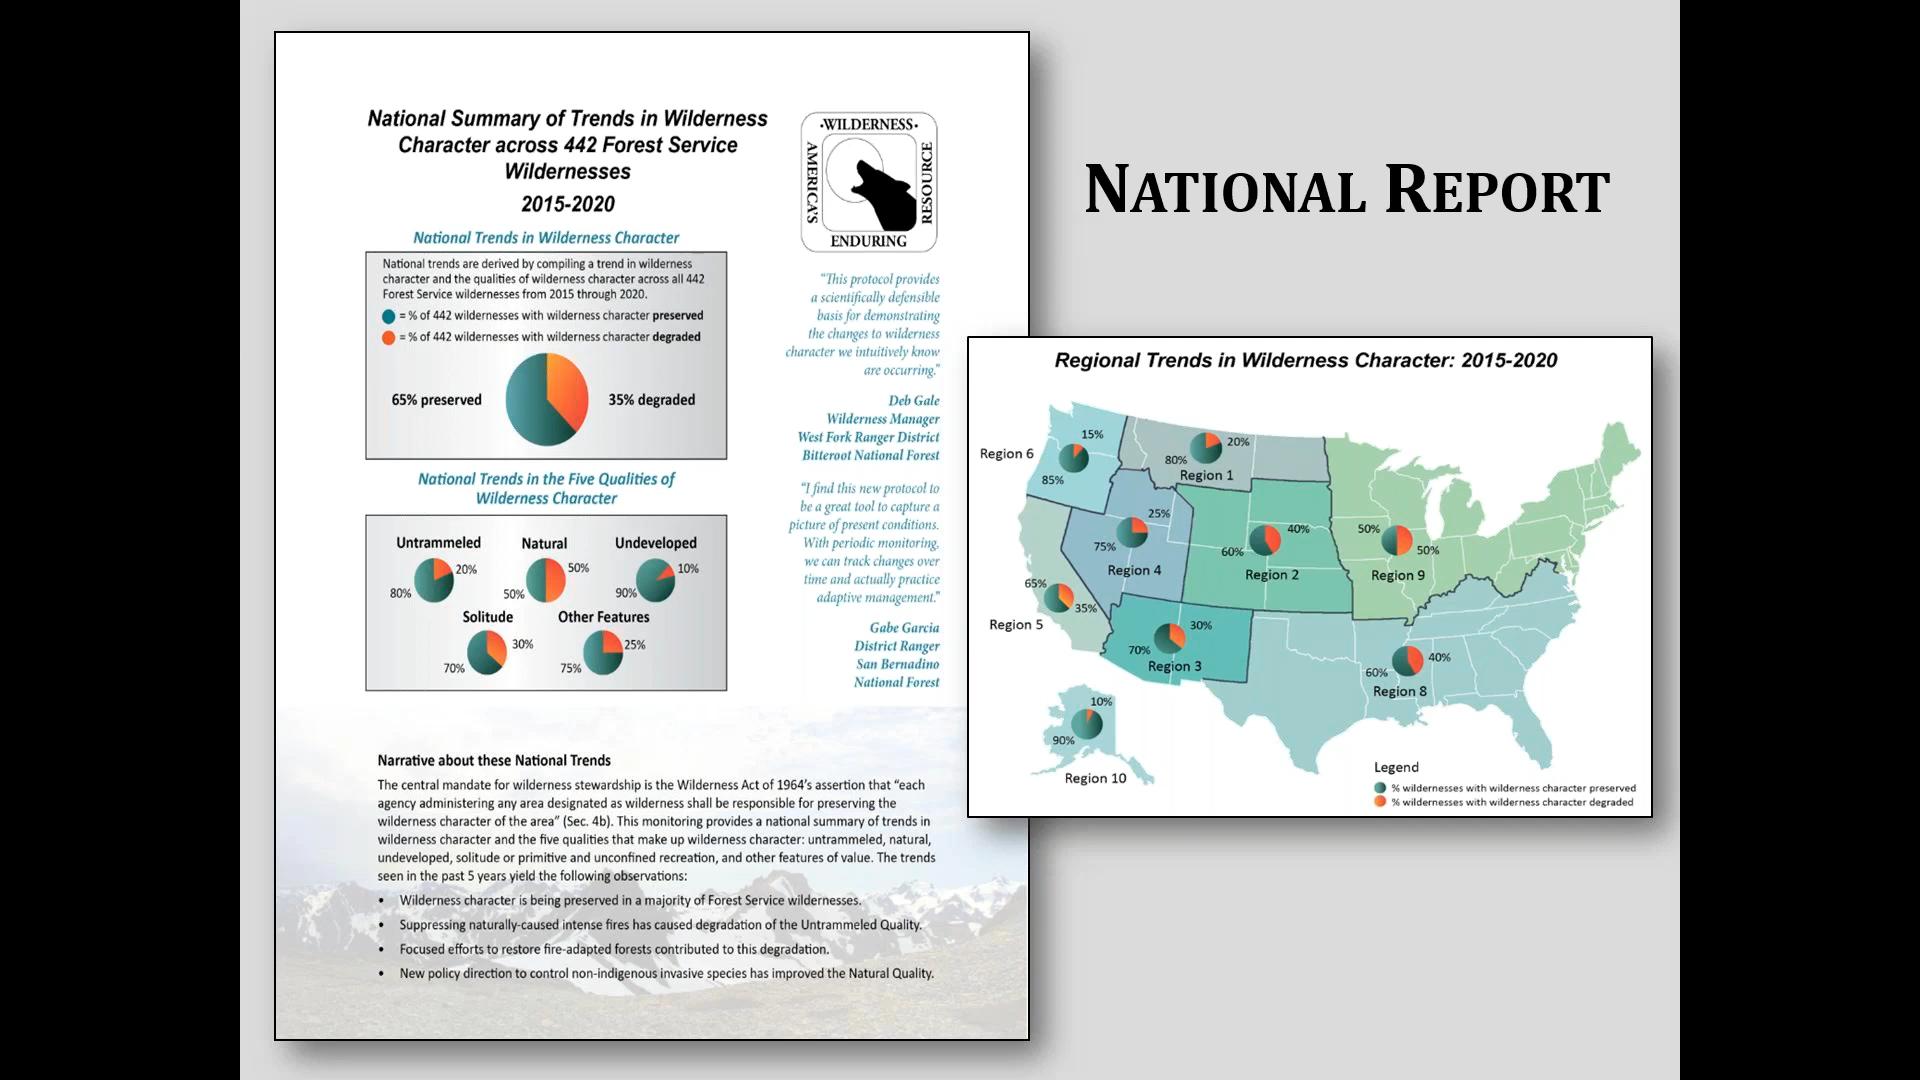 National Summary of Trends in Wilderness
Character across 442 Forest Service
Wildernesses
2015-2020
National Trends in Wilderness Character
National trends are derived by compiling a trend in wilderness
character and the qualities of wilderness character across all 442
Forest Service wildernesses from 2015 through 2020.
= % of 442 wildernesses with wilderness character preserved
= % of 442 wildernesses with wilderness character degraded
65% preserved
35% degraded
National Trends in the Five Qualities of
Wilderness Character
Untrammeled
80%
20%
Natural
50%
50%
Undeveloped
90%
10%
Solitude
70%
30%
Other Features
75%
25%
·WILDERNESS·
AMERICA'S
RESOURCE
ENDURING
"This protocol provides
a scientifically defensible
basis for demonstrating
the changes to wilderness
character we intuitively know
are occurring."
Deb Gale
Wilderness Manager
West Fork Ranger District
Bitteroot National Forest
"I find this new protocol to
be a great tool to capture a
picture of present conditions.
With periodic monitoring,
we can track changes over
time and actually practice
adaptive management."
Gabe Garcia
District Ranger
San Bernadino
National Forest
Narrative about these National Trends
The central mandate for wilderness stewardship is the Wilderness Act of 1964's assertion that "each
agency administering any area designated as wilderness shall be responsible for preserving the
wilderness character of the area" (Sec. 4b). This monitoring provides a national summary of trends in
wilderness character and the five qualities that make up wilderness character: untrammeled, natural,
undeveloped, solitude or primitive and unconfined recreation, and other features of value. The trends
seen in the past 5 years yield the following observations:
• Wilderness character is being preserved in a majority of Forest Service wildernesses.
• Suppressing naturally-caused intense fires has caused degradation of the Untrammeled Quality.
• Focused efforts to restore fire-adapted forests contributed to this degradation.
• New policy direction to control non-indigenous invasive species has improved the Natural Quality.
NATIONAL REPORT
Regional Trends in Wilderness Character: 2015-2020
15%
Region 6
85%
20%
80%
Region 1
25%
75%
Region 4
40%
60%
Region 2
50%
50%
Region 9
65%
35%
Region 5
30%
70%
Region 3
40%
60%
Region 8
10%
90%
Region 10
Legend
% wildernesses with wilderness character preserved
% wildernesses with wilderness character degraded